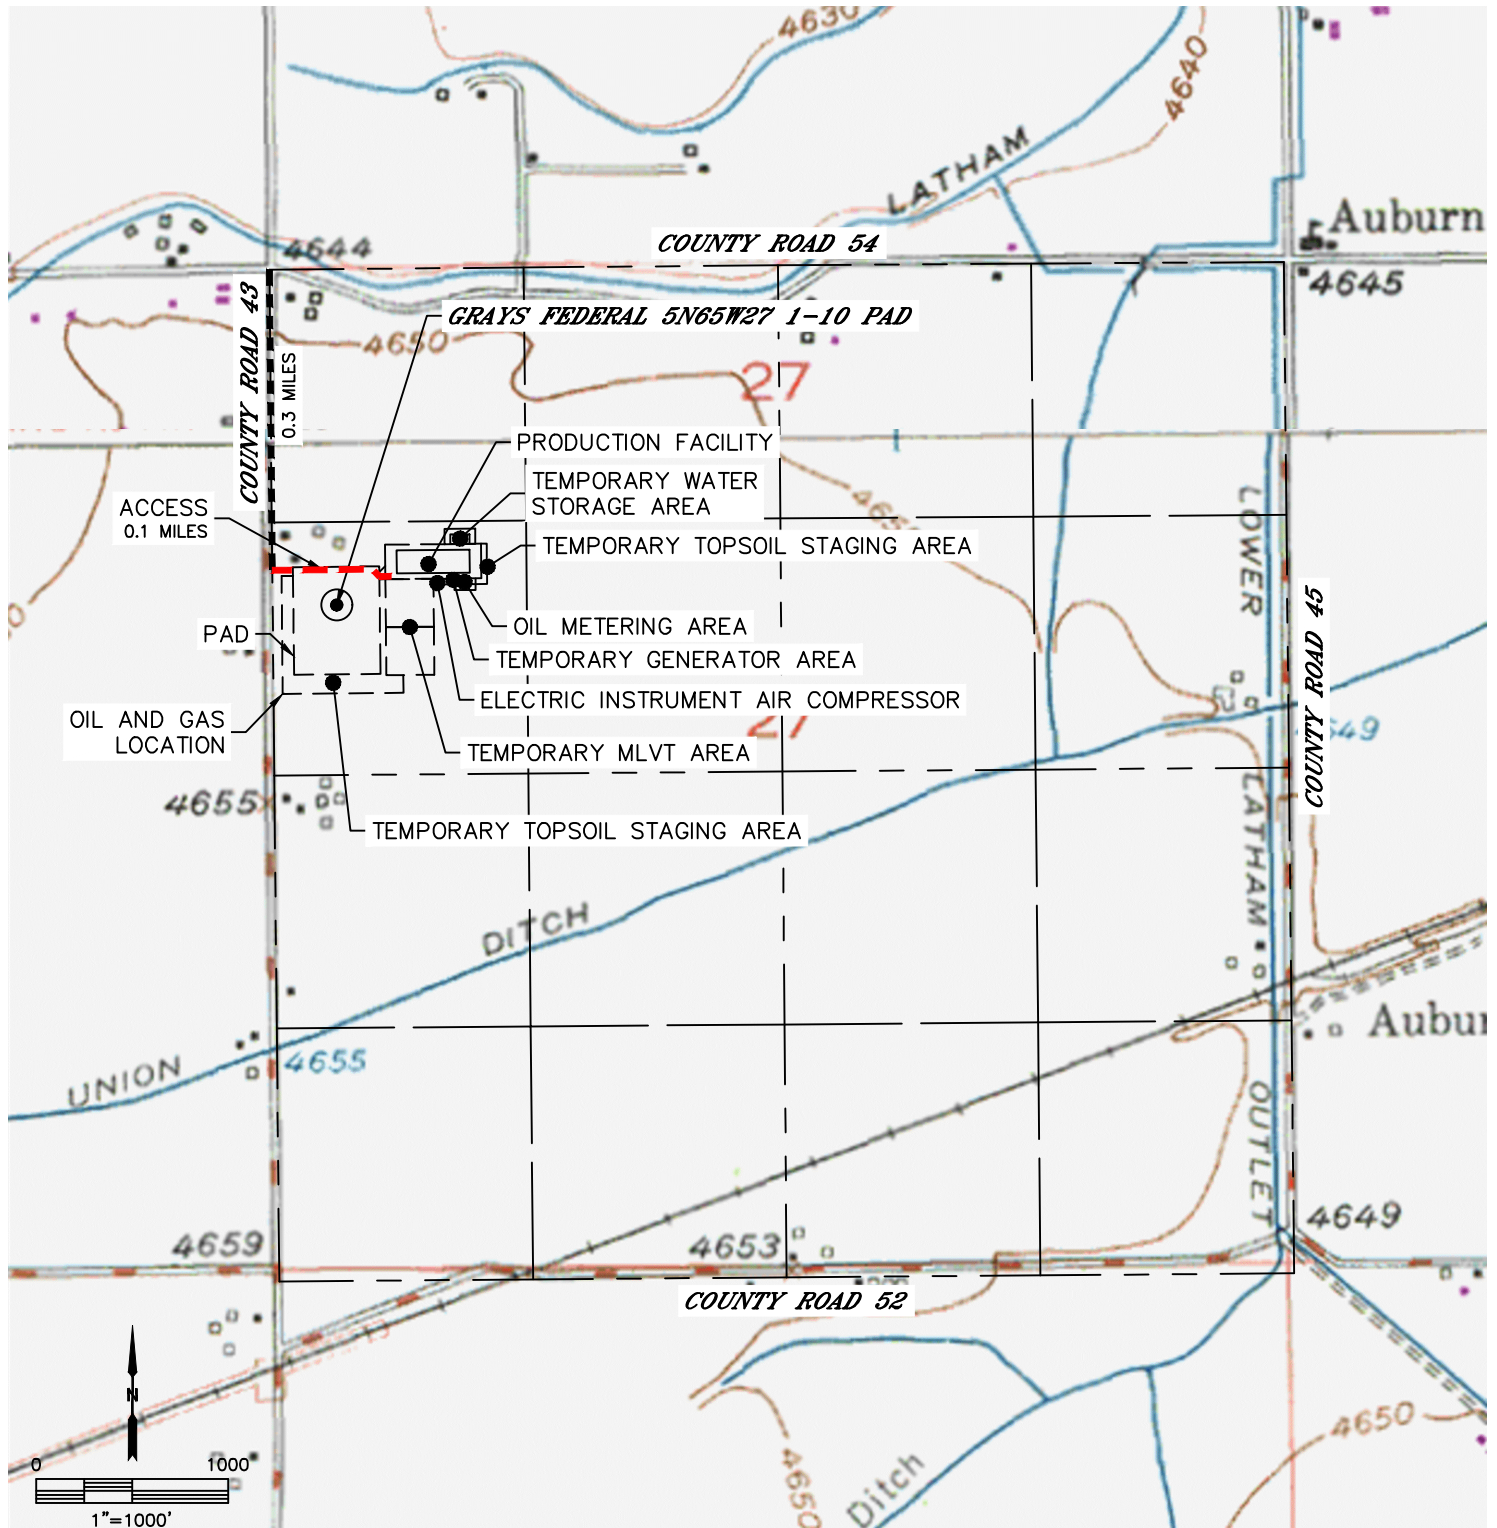 4630
4640
LATHAM
Auburn
4644
COUNTY ROAD 54
4645
COUNTY ROAD 43
0.3 MILES
GRAYS FEDERAL 5N65W27 1-10 PAD
4650
27
PRODUCTION FACILITY
TEMPORARY WATER
STORAGE AREA
ACCESS
0.1 MILES
TEMPORARY TOPSOIL STAGING AREA
LOWER
COUNTY ROAD 45
PAD
OIL METERING AREA
TEMPORARY GENERATOR AREA
ELECTRIC INSTRUMENT AIR COMPRESSOR
OIL AND GAS
LOCATION
27
TEMPORARY MLVT AREA
4655
TEMPORARY TOPSOIL STAGING AREA
LATHAM
DITCH
UNION
4655
OUTLET
4659
4653
4649
COUNTY ROAD 52
N
4650
4650
Ditch
0 1000
1"=1000'